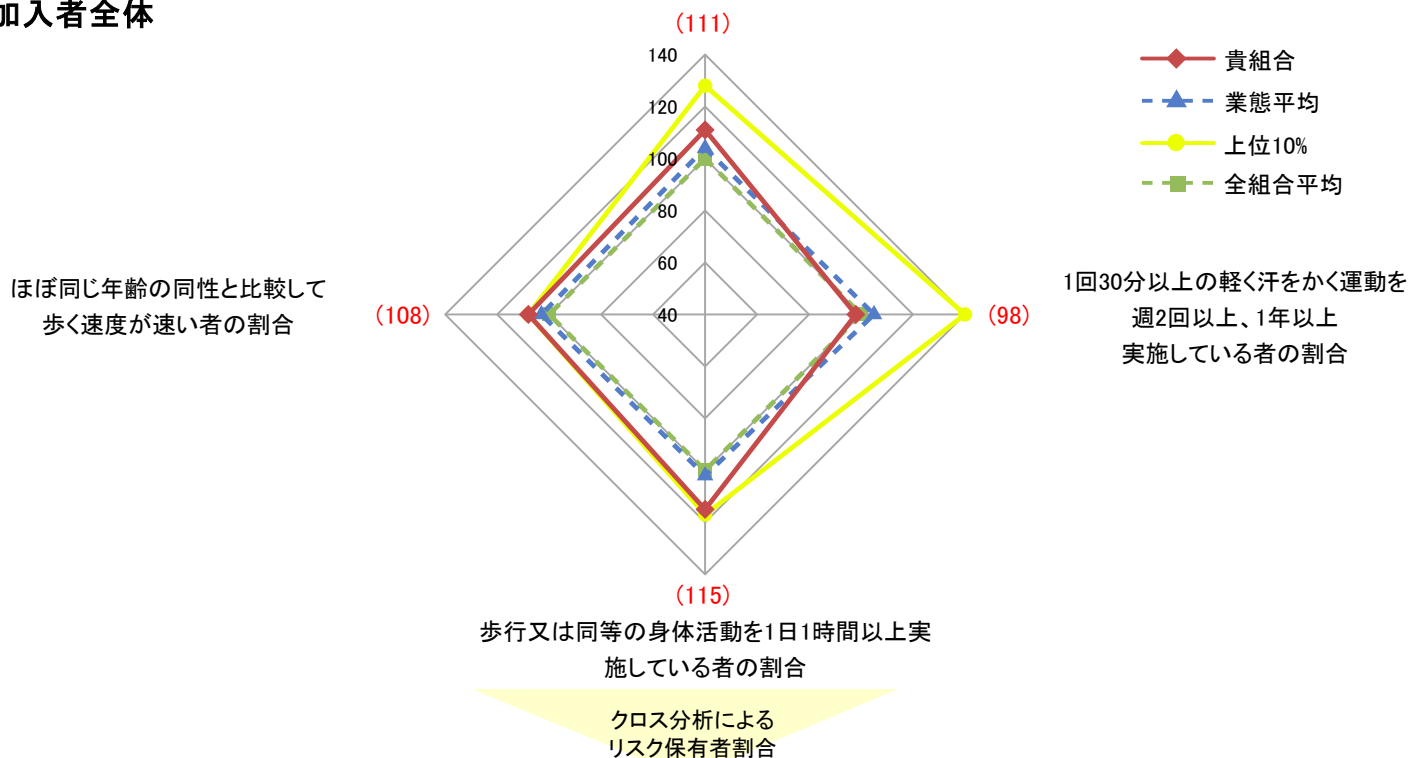 加入者全体
(111)
140
120
100
80
60
40
貴組合
業態平均
上位10%
全組合平均
ほぼ同じ年齢の同性と比較して
歩く速度が速い者の割合
(108)
(98)
1回30分以上の軽く汗をかく運動を
週2回以上、1年以上
実施している者の割合
(115)
歩行又は同等の身体活動を1日1時間以上実
施している者の割合
クロス分析による
リスク保有者割合